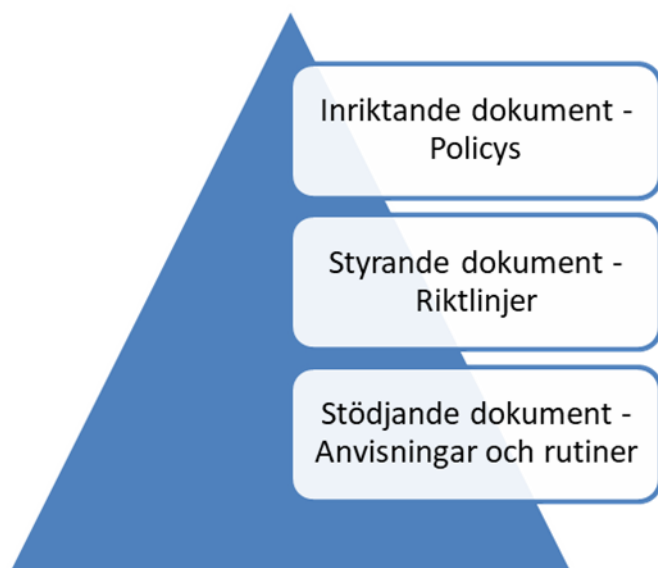 Inriktande dokument -
Policys
Styrande dokument -
Riktlinjer
Stödjande dokument -
Anvisningar och rutiner